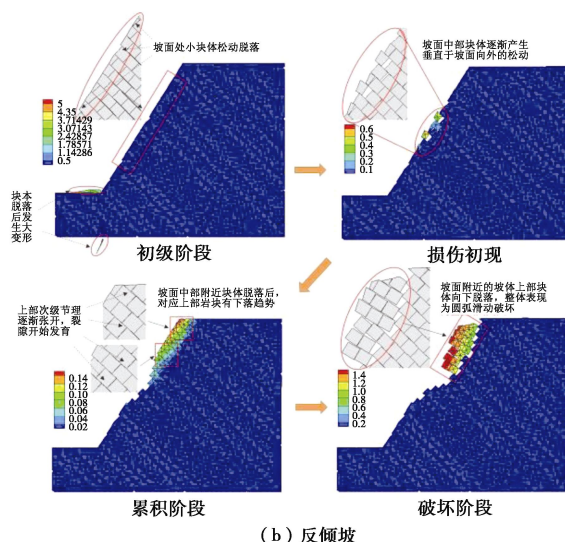 坡面处小块体松动脱落
5
4.35
3.71429
3.07143
2.42857
1.78571
1.14286
0.5
块本
脱落
后发
生大
变形
初级阶段
坡面中部块体逐渐产生
垂直于坡面向外的松动
0.6
0.5
0.4
0.3
0.2
0.1
损伤初现
上部次级节理
逐渐张开，裂
隙开始发育
坡面中部附近块体脱落后，
对应上部岩块有下落趋势
0.14
0.12
0.10
0.08
0.06
0.04
0.02
累积阶段
坡面附近的坡体上部块
体向下脱落，整体表现
为圆弧滑动破坏
1.4
1.2
1.0
0.8
0.6
0.4
0.2
破坏阶段
（b）反倾坡